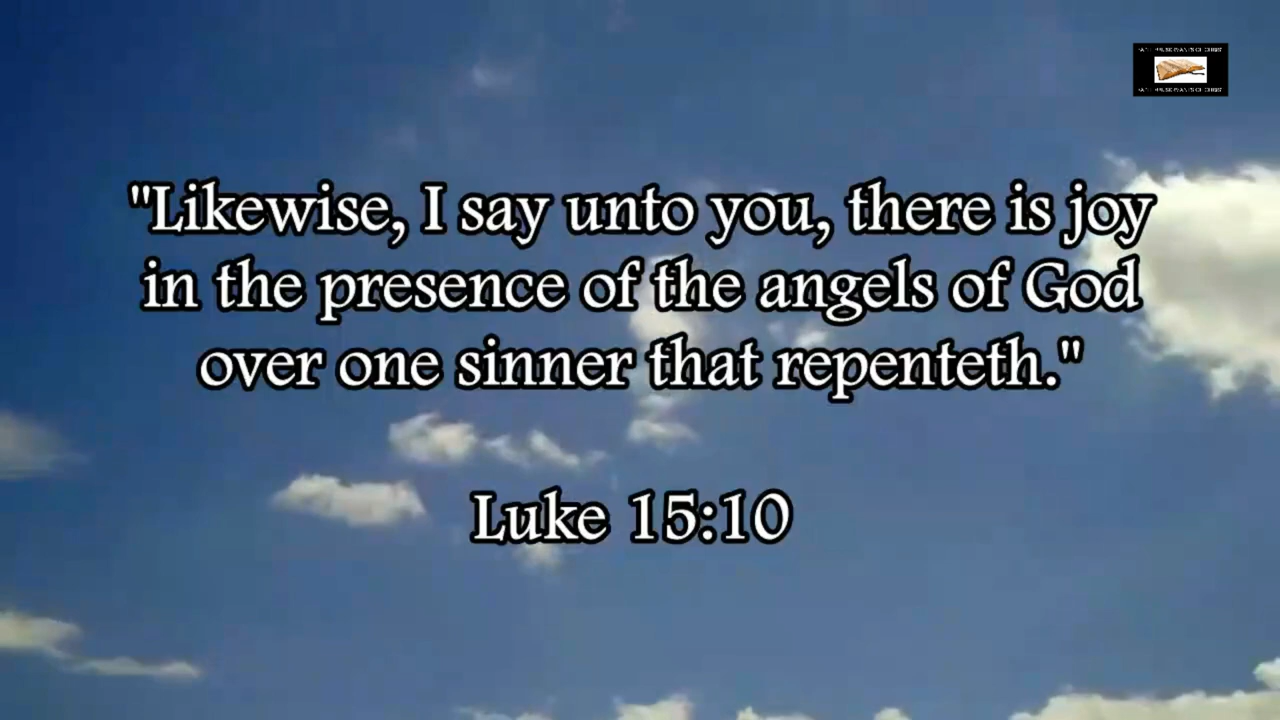 "Likewise, I say unto you, there is joy
in the presence of the angels of God
over one sinner that repenteth."
Luke 15:10